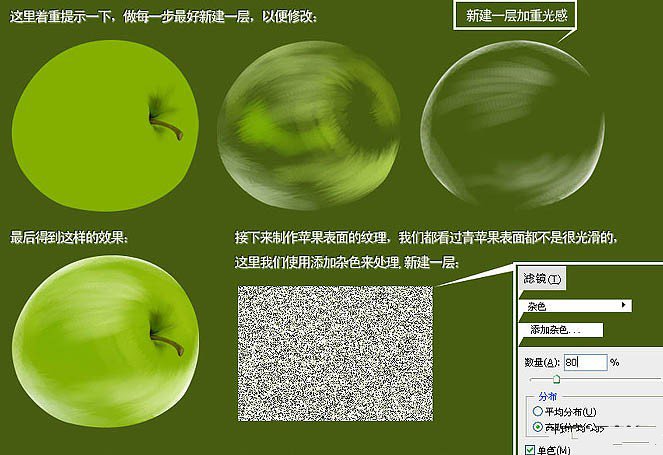 这里着重提示一下，做每一步最好新建一层，以便修改；
新建一层加重光感
最后得到这样的效果：
接下来制作苹果表面的纹理，我们都看过青苹果表面都不是很光滑的，
这里我们使用添加杂色来处理.新建一层；
滤镜(T)
杂色
添加杂色...
数量(A): 80 %
分布
平均分布(U)
高斯分布(G)
单色(M)